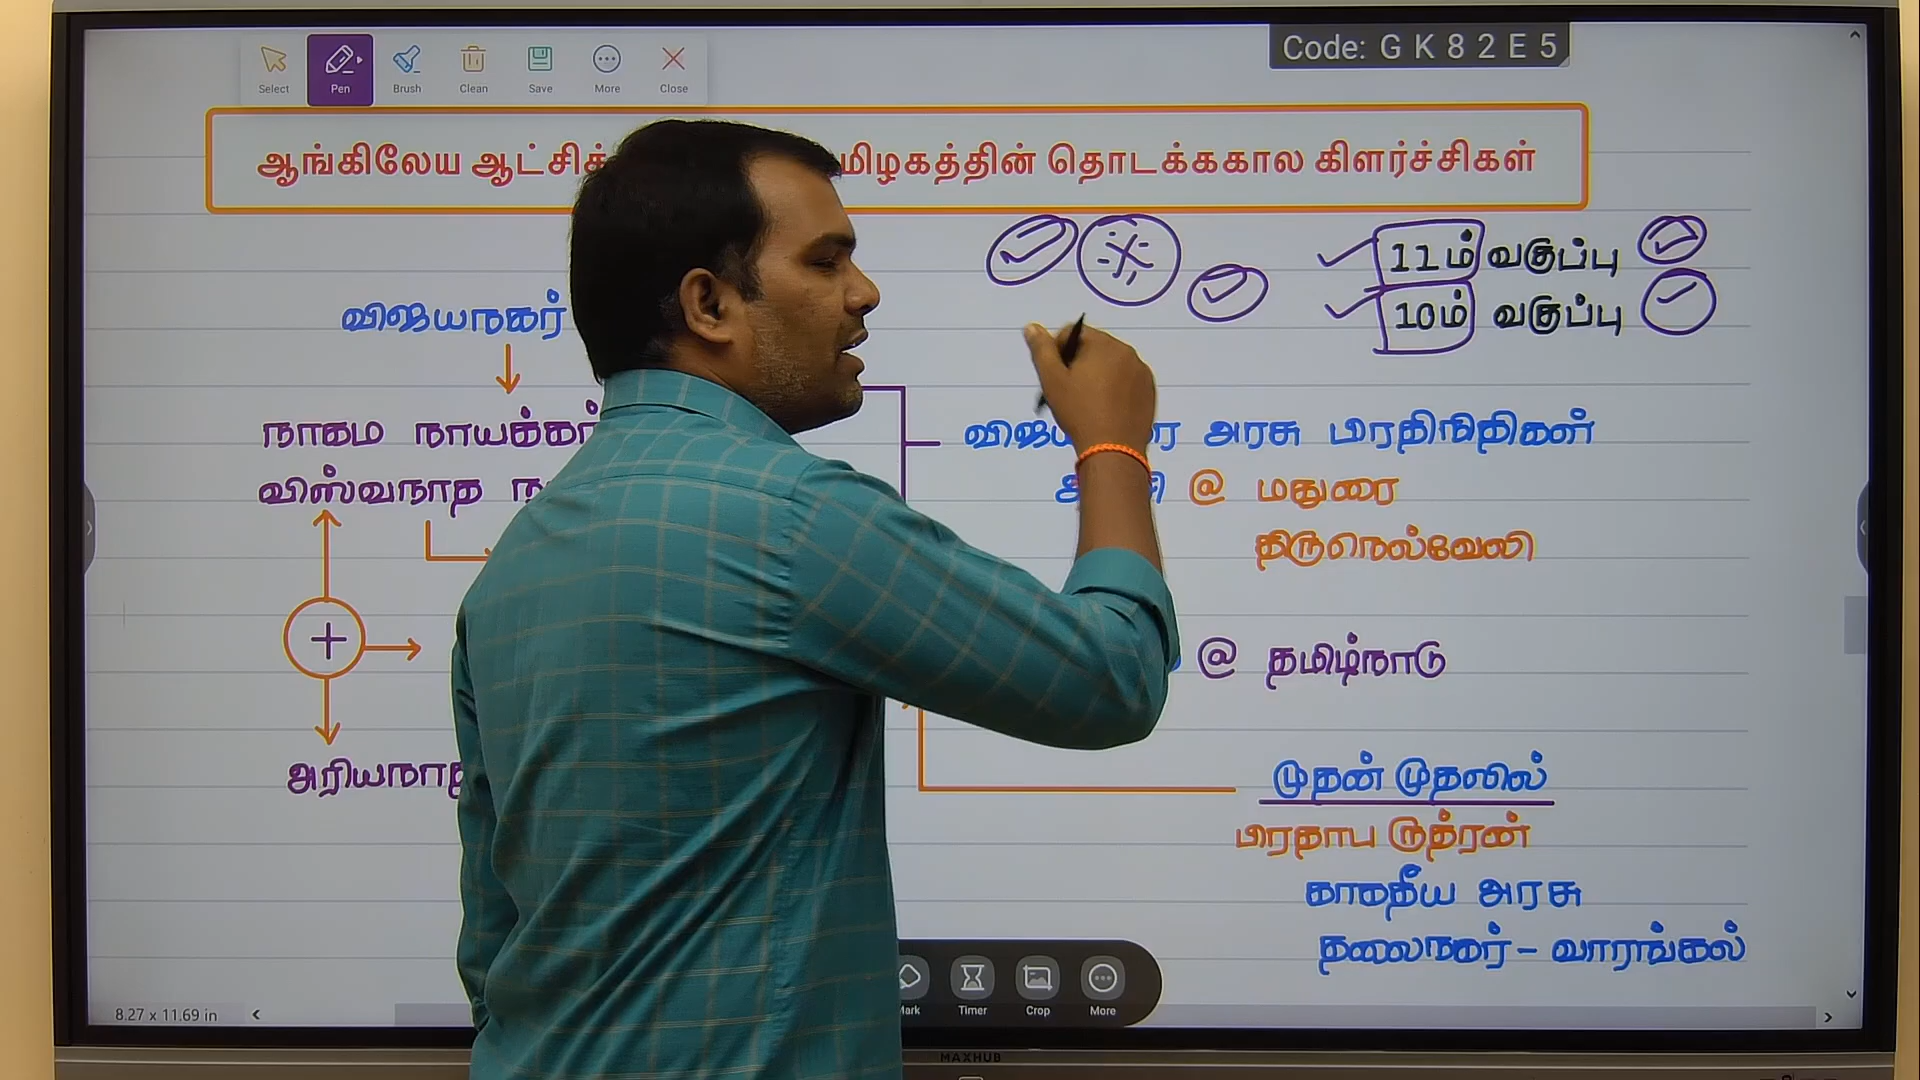 Code: G K 8 2 E 5
Select Pen Brush Clean Save More Close
ஆங்கிலேய ஆட்சிக் மிழகத்தின் தொடக்ககால கிளர்ச்சிகள்
11ம் வகுப்பு
10ம் வகுப்பு
விஜயநகர்
நாகம நாயக்கர்
விஸ்வநாத
அரியநாத
அரசு பிரதிநிதிகள்
@ மதுரை
திருநெல்வேலி
@ தமிழ்நாடு
முதன் முதலில்
பிரதாப ருத்ரன்
காகதீய அரசு
தலைநகர் – வாரங்கல்
Mark Timer Crop More
8.27 x 11.69 in
MAXHUB